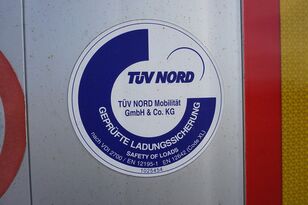 TÜV NORD
TÜV NORD Mobilität
GmbH & Co. KG
GEPRÜFTE LADUNGSSICHERUNG
SAFETY OF LOADS
nach VDI 2700 / EN 12195-1 EN 12642 (Code XL)
1026454